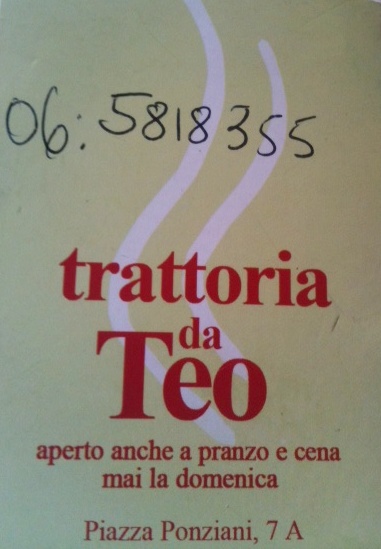 06: 5818355
trattoria
da
Teo
aperto anche a pranzo e cena
mai la domenica
Piazza Ponziani, 7 A